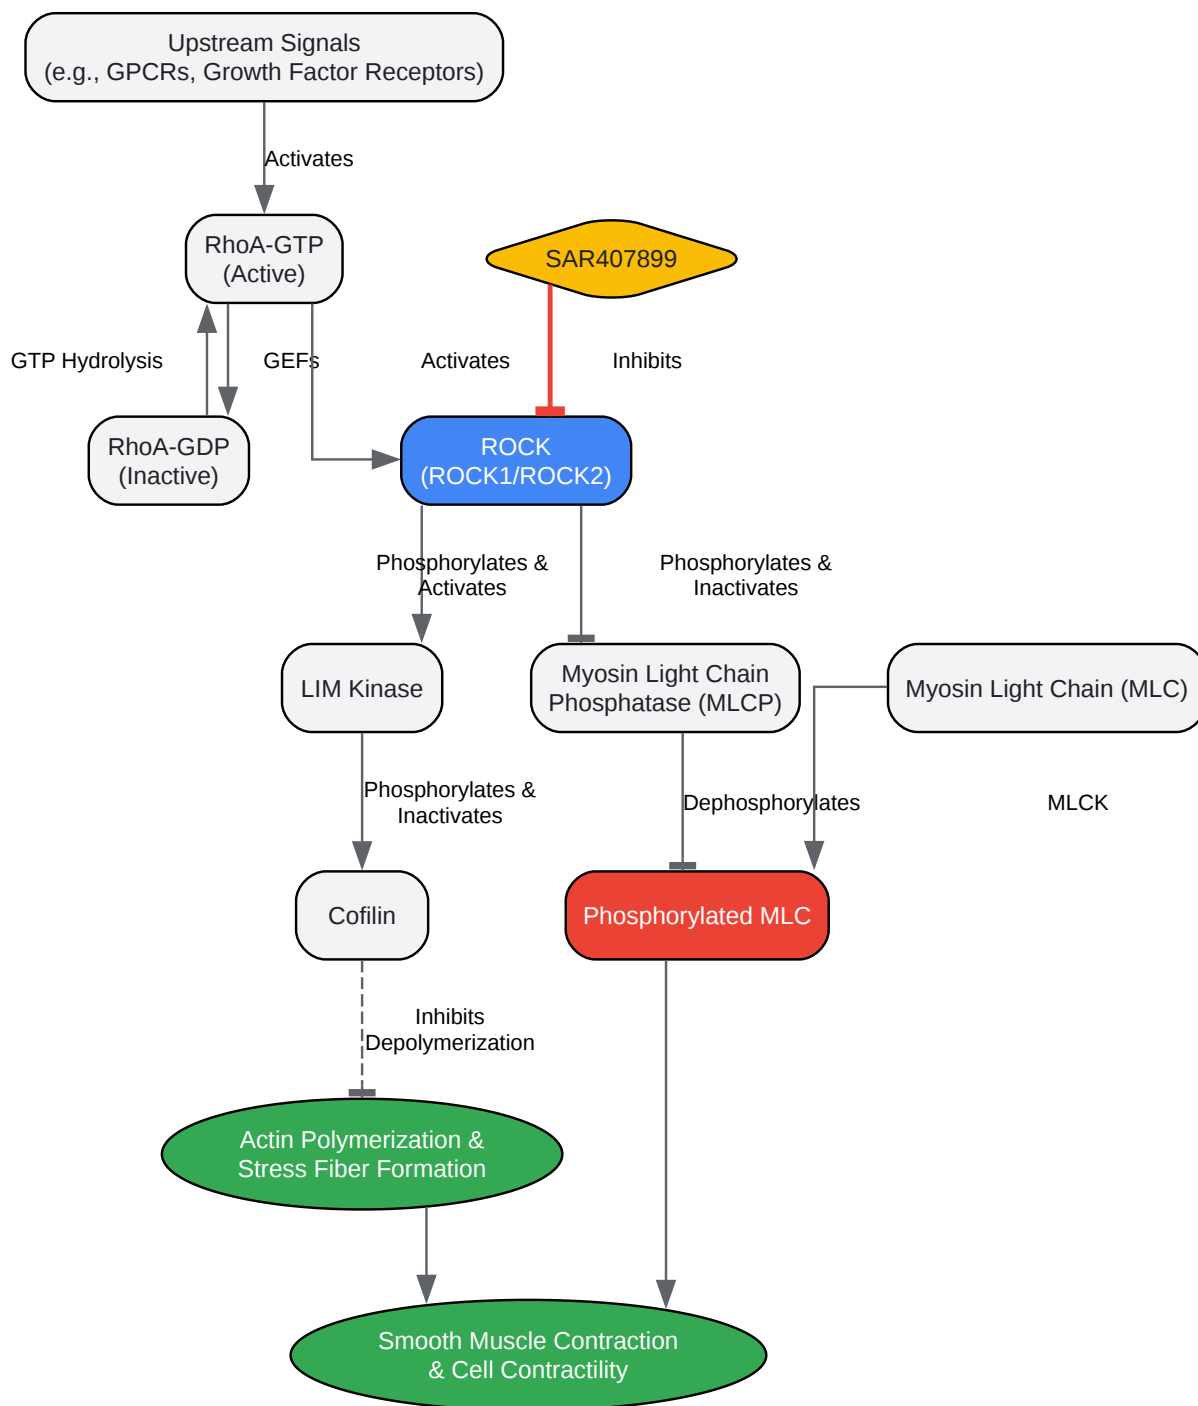 Upstream Signals
(e.g., GPCRs, Growth Factor Receptors)
Activates
RhoA-GTP
(Active)
SAR407899
GTP Hydrolysis
GEFs
Activates
Inhibits
RhoA-GDP
(Inactive)
ROCK
(ROCK1/ROCK2)
Phosphorylates &
Activates
Phosphorylates &
Inactivates
LIM Kinase
Myosin Light Chain
Phosphatase (MLCP)
Myosin Light Chain (MLC)
Phosphorylates &
Inactivates
Dephosphorylates
MLCK
Cofilin
Phosphorylated MLC
Inhibits
Depolymerization
Actin Polymerization &
Stress Fiber Formation
Smooth Muscle Contraction
& Cell Contractility